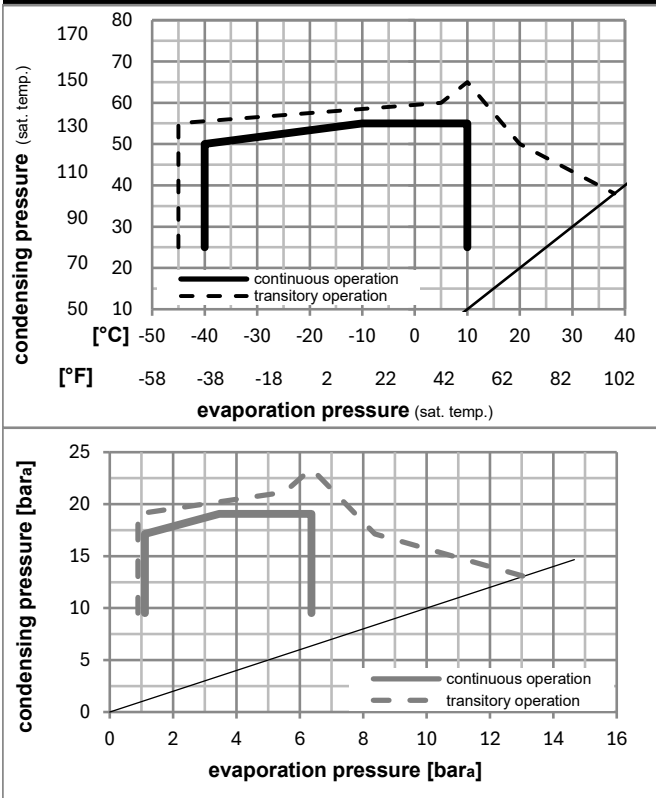 condensing pressure (sat. temp.)
170 80
70
150 60
130 50
110 40
90 30
70 20
50 10
continuous operation
transitory operation
[°C] -50 -40 -30 -20 -10 0 10 20 30 40
[°F] -58 -38 -18 2 22 42 62 82 102
evaporation pressure (sat. temp.)
condensing pressure [bara]
25
20
15
10
5
0
continuous operation
transitory operation
0 2 4 6 8 10 12 14 16
evaporation pressure [bara]